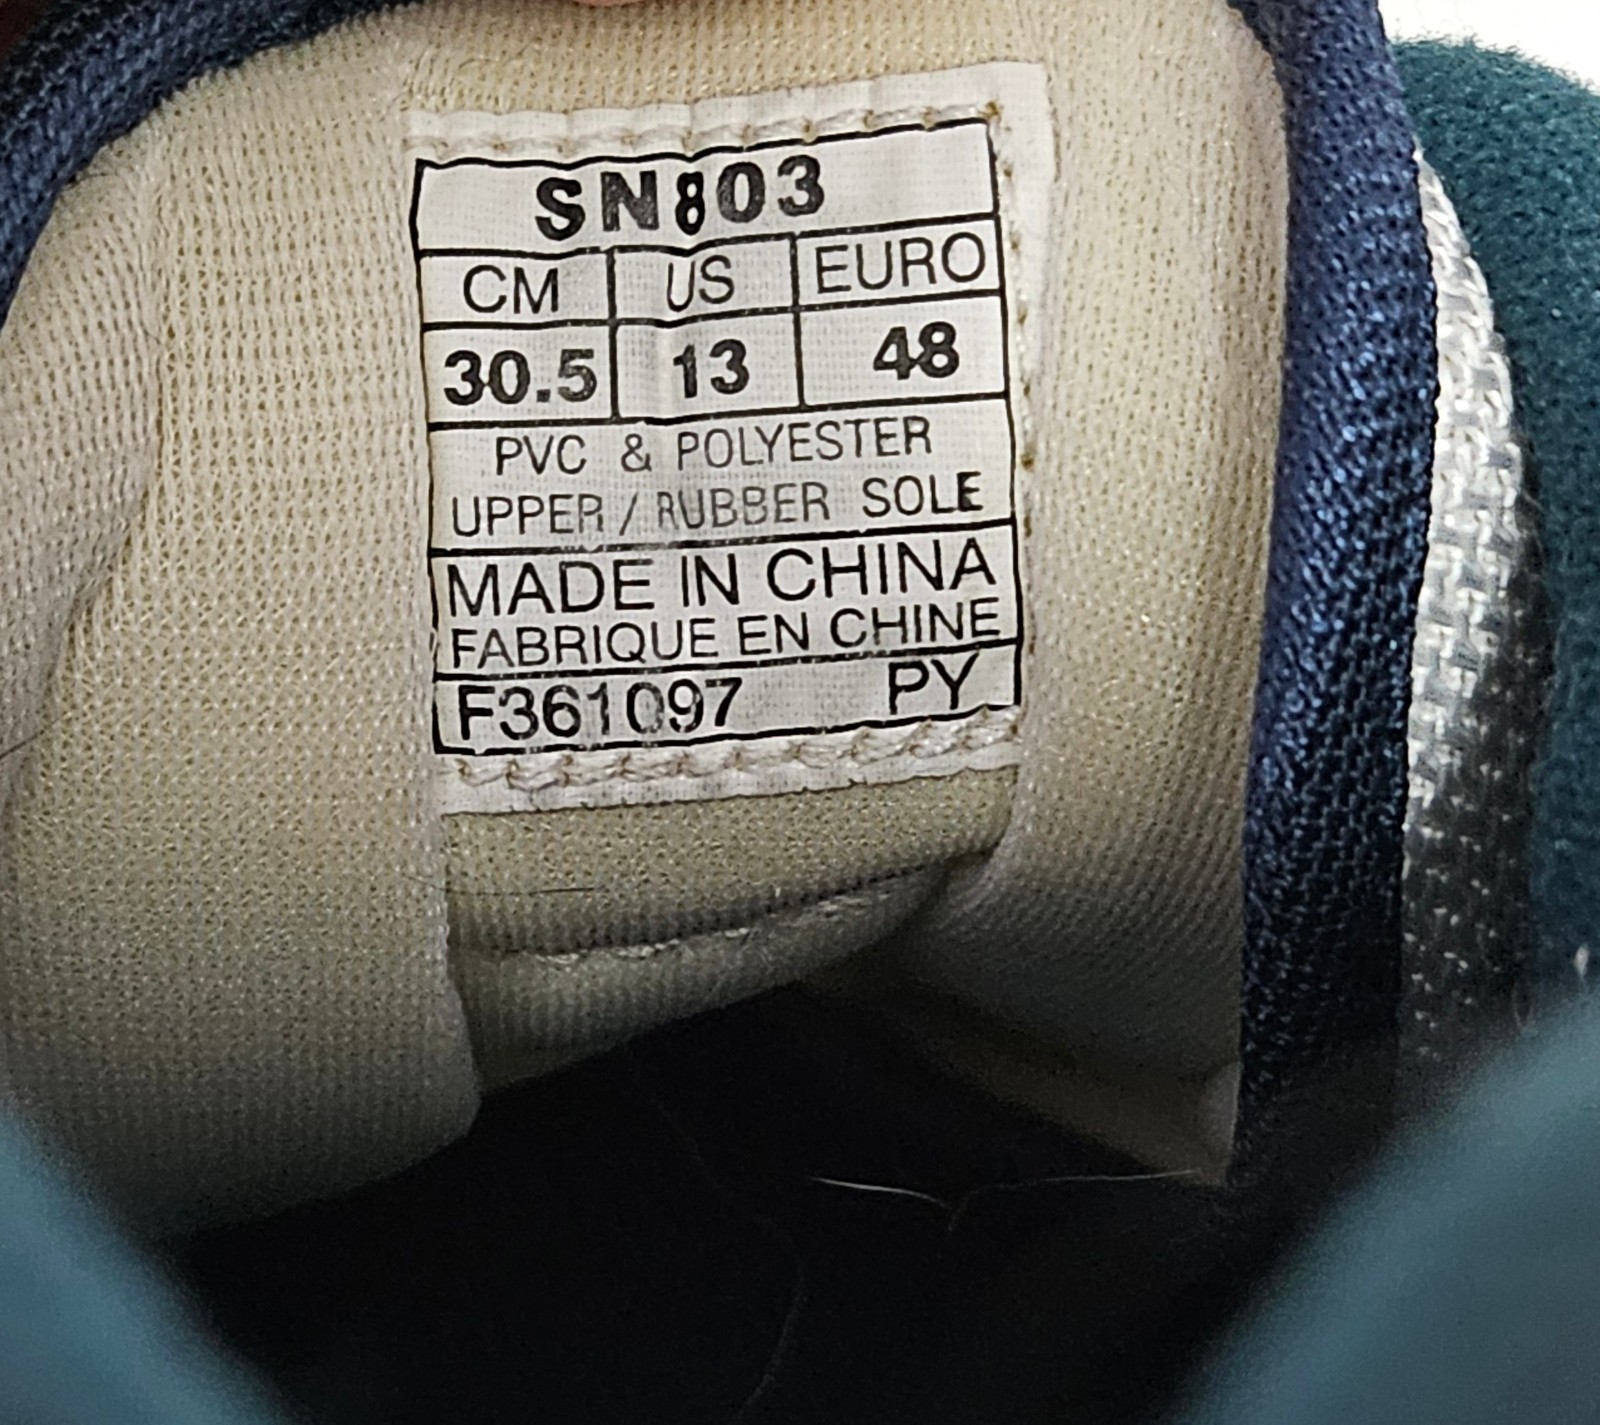 SN803
CM US EURO
30.5 13 48
PVC & POLYESTER
UPPER / RUBBER SOLE
MADE IN CHINA
FABRIQUE EN CHINE
F361097 PY